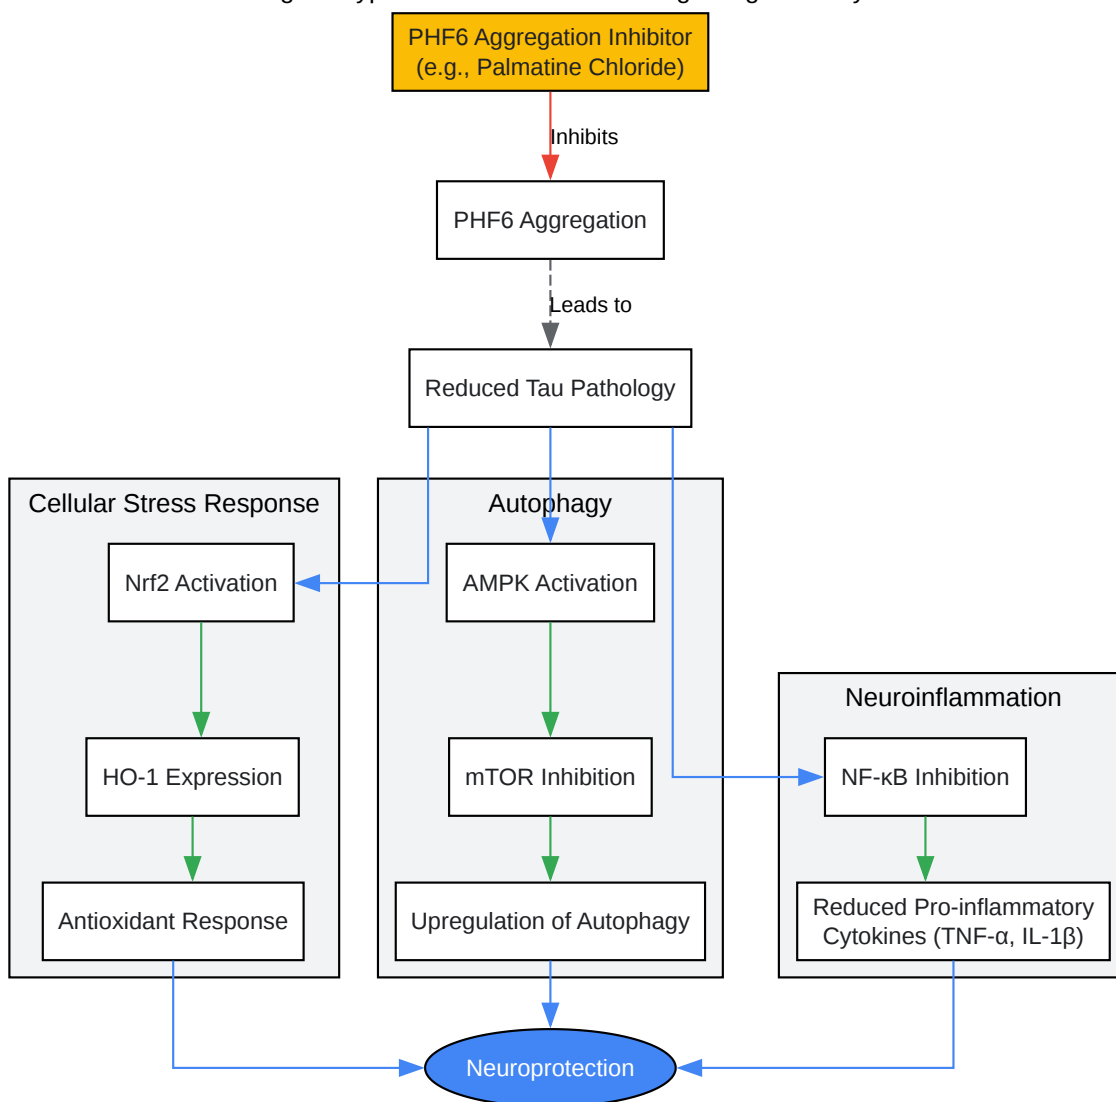 PHF6 Aggregation Inhibitor
(e.g., Palmatine Chloride)
Inhibits
PHF6 Aggregation
Leads to
Reduced Tau Pathology
Cellular Stress Response
Autophagy
Nrf2 Activation
AMPK Activation
Neuroinflammation
HO-1 Expression
mTOR Inhibition
NF-κB Inhibition
Antioxidant Response
Upregulation of Autophagy
Reduced Pro-inflammatory
Cytokines (TNF-α, IL-1β)
Neuroprotection